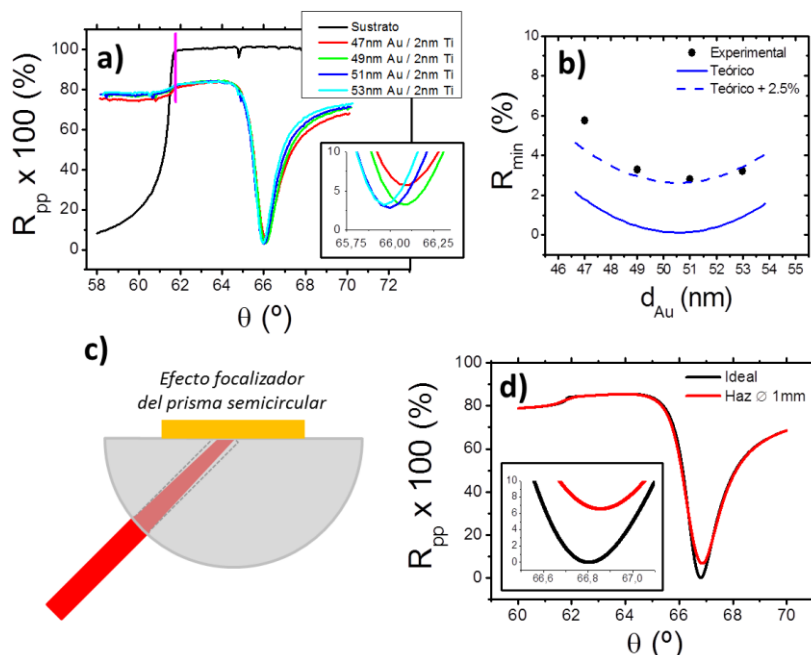 a)
Sustrato
47nm Au / 2nm Ti
49nm Au / 2nm Ti
51nm Au / 2nm Ti
53nm Au / 2nm Ti
100
80
60
40
20
0
R_pp x 100 (%)
10
8
6
4
2
0
65,75 66,00 66,25
58 60 62 64 66 68 70 72
θ (º)
b)
Experimental
Teórico
Teórico + 2.5%
10
8
6
4
2
0
R_min (%)
46 47 48 49 50 51 52 53 54 55
d_Au (nm)
c)
Efecto focalizador
del prisma semicircular
d)
Ideal
Haz ∅ 1mm
100
80
60
40
20
0
R_pp x 100 (%)
10
8
6
4
2
0
66,6 66,8 67,0
60 62 64 66 68 70
θ (º)